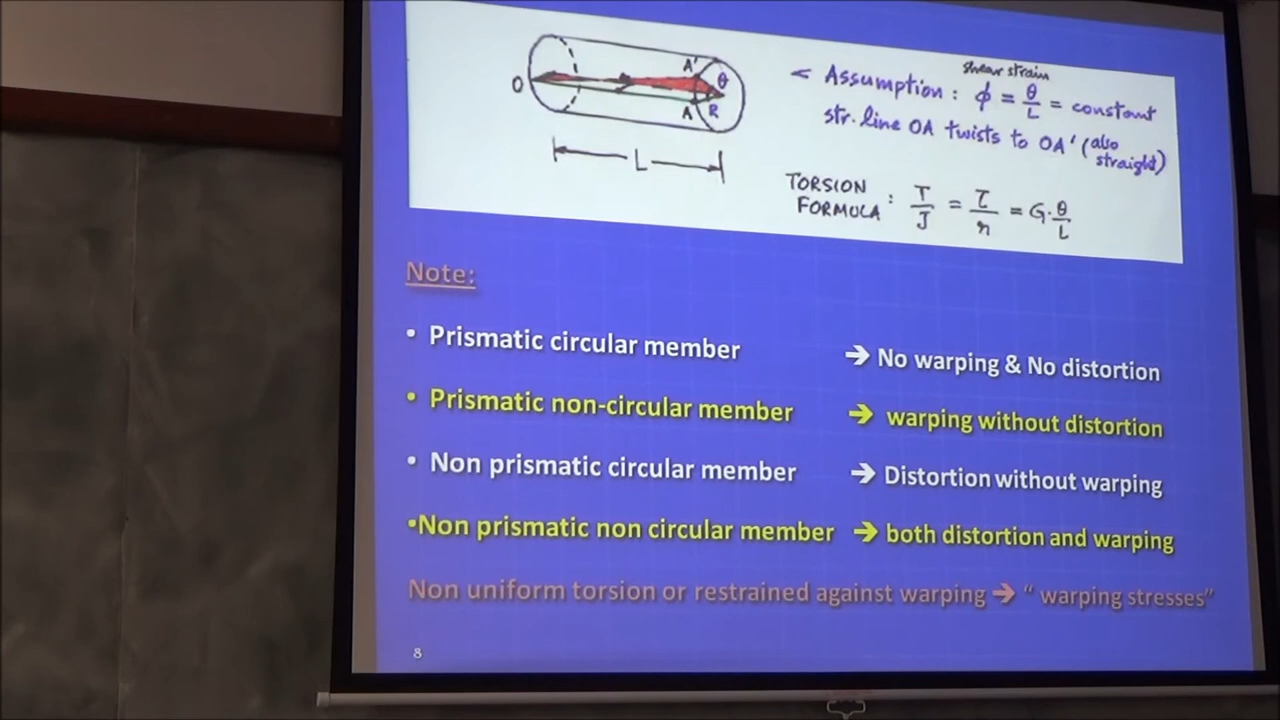 shear strain
< Assumption : ϕ = θ/L = constant
str. line OA twists to OA' (also straight)
O A' θ A R
L
TORSION FORMULA : T/J = τ/r = G·θ/L
Note:
• Prismatic circular member → No warping & No distortion
• Prismatic non-circular member → warping without distortion
• Non prismatic circular member → Distortion without warping
•Non prismatic non circular member → both distortion and warping
Non uniform torsion or restrained against warping → “ warping stresses”
8